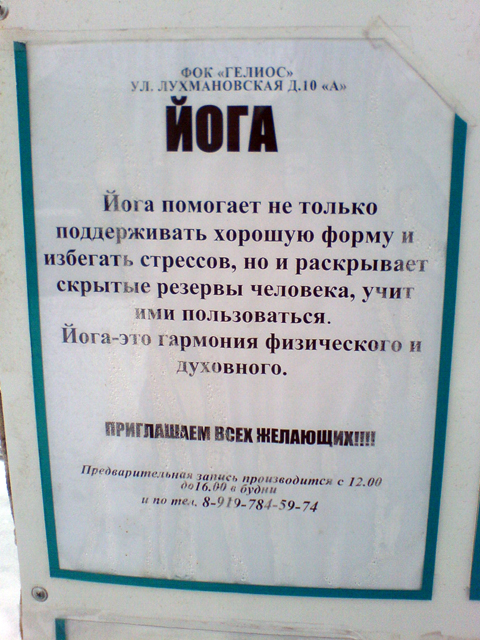 ФОК «ГЕЛИОС»
УЛ. ЛУХМАНОВСКАЯ Д.10 «А»
ЙОГА
Йога помогает не только
поддерживать хорошую форму и
избегать стрессов, но и раскрывает
скрытые резервы человека, учит
ими пользоваться.
Йога-это гармония физического и
духовного.
ПРИГЛАШАЕМ ВСЕХ ЖЕЛАЮЩИХ!!!!
Предварительная запись производится с 12.00
до16.00 в будни
и по тел. 8-919-784-59-74